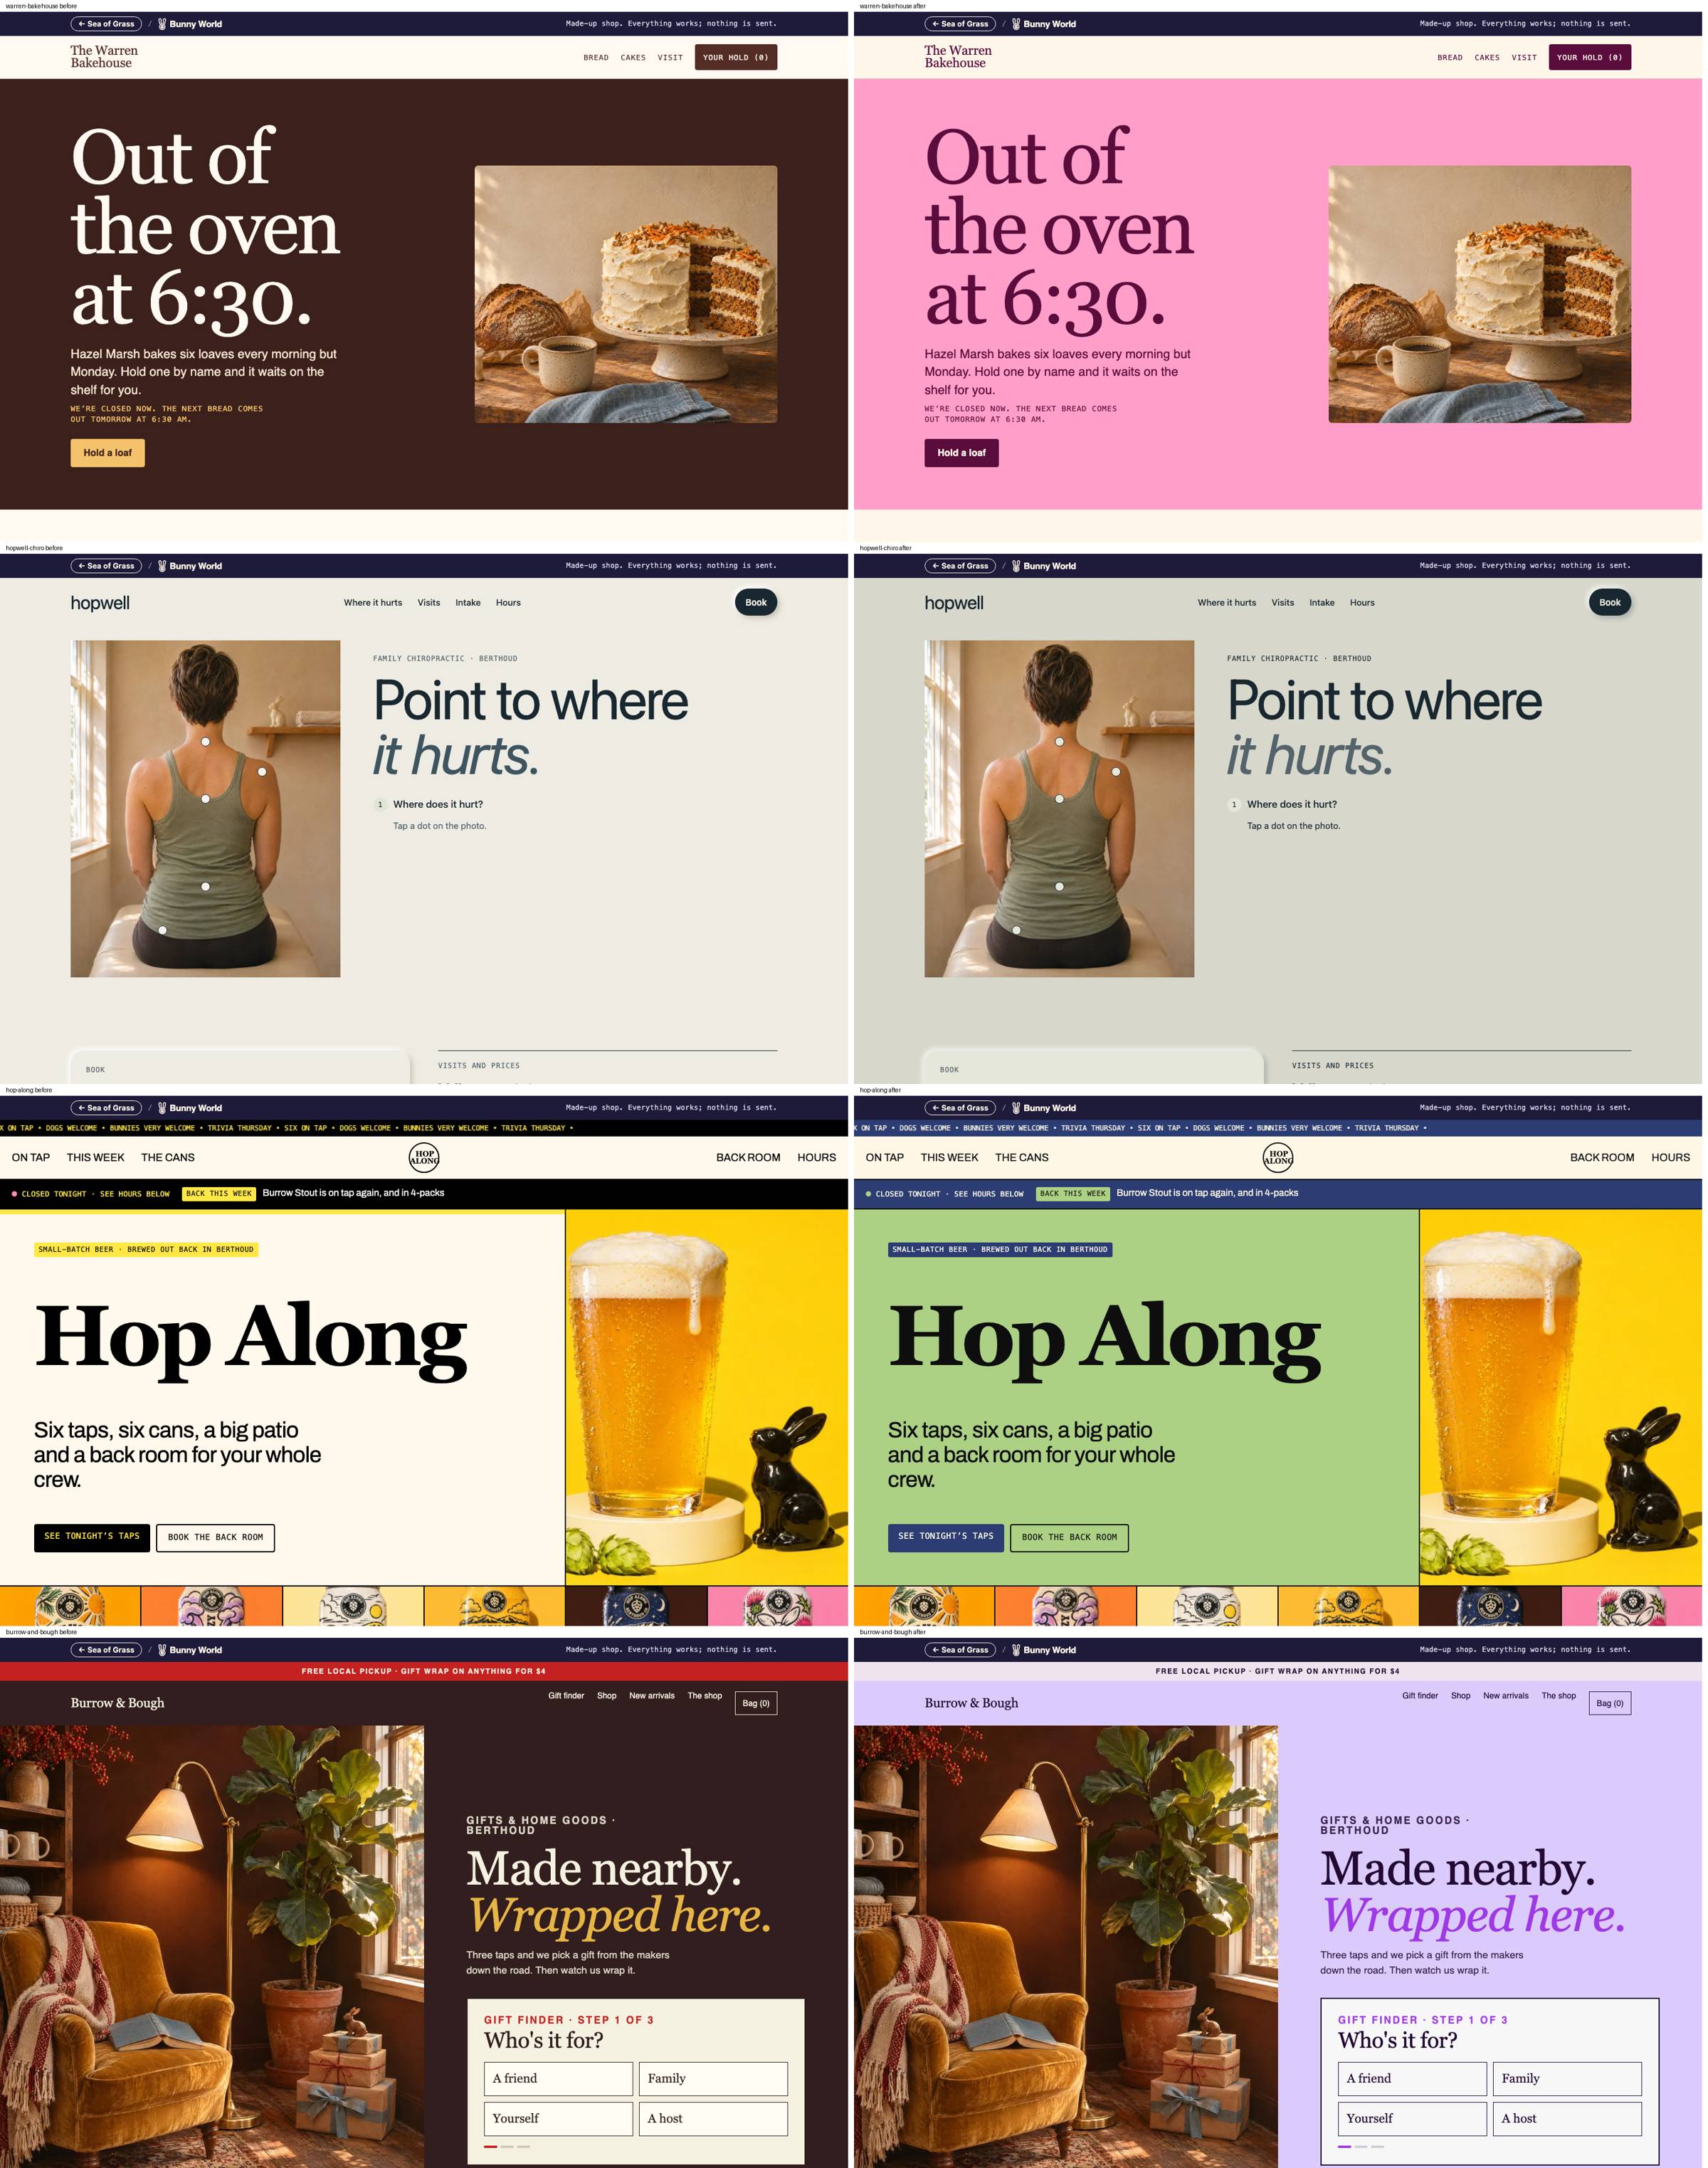 warren-bakehouse before
← Sea of Grass / Bunny World Made-up shop. Everything works; nothing is sent.
The Warren
Bakehouse
BREAD CAKES VISIT YOUR HOLD (0)
Out of
the oven
at 6:30.
Hazel Marsh bakes six loaves every morning but
Monday. Hold one by name and it waits on the
shelf for you.
WE'RE CLOSED NOW. THE NEXT BREAD COMES
OUT TOMORROW AT 6:30 AM.
Hold a loaf
warren-bakehouse after
← Sea of Grass / Bunny World Made-up shop. Everything works; nothing is sent.
The Warren
Bakehouse
BREAD CAKES VISIT YOUR HOLD (0)
Out of
the oven
at 6:30.
Hazel Marsh bakes six loaves every morning but
Monday. Hold one by name and it waits on the
shelf for you.
WE'RE CLOSED NOW. THE NEXT BREAD COMES
OUT TOMORROW AT 6:30 AM.
Hold a loaf
hopwell-chiro before
← Sea of Grass / Bunny World Made-up shop. Everything works; nothing is sent.
hopwell
Where it hurts Visits Intake Hours
Book
FAMILY CHIROPRACTIC · BERTHOUD
Point to where
it hurts.
1 Where does it hurt?
Tap a dot on the photo.
BOOK
VISITS AND PRICES
hopwell-chiro after
← Sea of Grass / Bunny World Made-up shop. Everything works; nothing is sent.
hopwell
Where it hurts Visits Intake Hours
Book
FAMILY CHIROPRACTIC · BERTHOUD
Point to where
it hurts.
1 Where does it hurt?
Tap a dot on the photo.
BOOK
VISITS AND PRICES
hop-along before
← Sea of Grass / Bunny World Made-up shop. Everything works; nothing is sent.
X ON TAP • DOGS WELCOME • BUNNIES VERY WELCOME • TRIVIA THURSDAY • SIX ON TAP • DOGS WELCOME • BUNNIES VERY WELCOME • TRIVIA THURSDAY •
ON TAP THIS WEEK THE CANS
HOP
ALONG
BACK ROOM HOURS
CLOSED TONIGHT · SEE HOURS BELOW BACK THIS WEEK Burrow Stout is on tap again, and in 4-packs
SMALL-BATCH BEER · BREWED OUT BACK IN BERTHOUD
Hop Along
Six taps, six cans, a big patio
and a back room for your whole
crew.
SEE TONIGHT'S TAPS BOOK THE BACK ROOM
hop-along after
← Sea of Grass / Bunny World Made-up shop. Everything works; nothing is sent.
X ON TAP • DOGS WELCOME • BUNNIES VERY WELCOME • TRIVIA THURSDAY • SIX ON TAP • DOGS WELCOME • BUNNIES VERY WELCOME • TRIVIA THURSDAY •
ON TAP THIS WEEK THE CANS
HOP
ALONG
BACK ROOM HOURS
CLOSED TONIGHT · SEE HOURS BELOW BACK THIS WEEK Burrow Stout is on tap again, and in 4-packs
SMALL-BATCH BEER · BREWED OUT BACK IN BERTHOUD
Hop Along
Six taps, six cans, a big patio
and a back room for your whole
crew.
SEE TONIGHT'S TAPS BOOK THE BACK ROOM
burrow-and-bough before
← Sea of Grass / Bunny World Made-up shop. Everything works; nothing is sent.
FREE LOCAL PICKUP · GIFT WRAP ON ANYTHING FOR $4
Burrow & Bough
Gift finder Shop New arrivals The shop Bag (0)
GIFTS & HOME GOODS ·
BERTHOUD
Made nearby.
Wrapped here.
Three taps and we pick a gift from the makers
down the road. Then watch us wrap it.
GIFT FINDER · STEP 1 OF 3
Who's it for?
A friend Family
Yourself A host
burrow-and-bough after
← Sea of Grass / Bunny World Made-up shop. Everything works; nothing is sent.
FREE LOCAL PICKUP · GIFT WRAP ON ANYTHING FOR $4
Burrow & Bough
Gift finder Shop New arrivals The shop Bag (0)
GIFTS & HOME GOODS ·
BERTHOUD
Made nearby.
Wrapped here.
Three taps and we pick a gift from the makers
down the road. Then watch us wrap it.
GIFT FINDER · STEP 1 OF 3
Who's it for?
A friend Family
Yourself A host